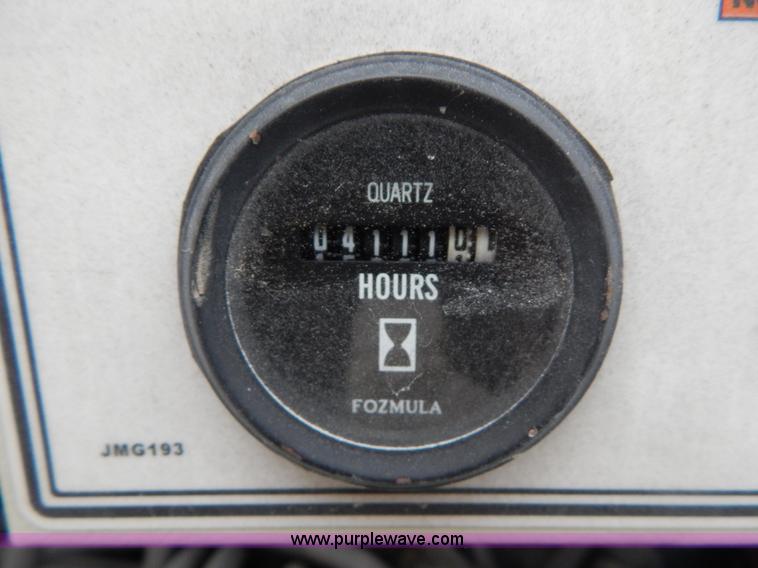 QUARTZ
04111
HOURS
FOZMULA
JMG193
www.purplewave.com